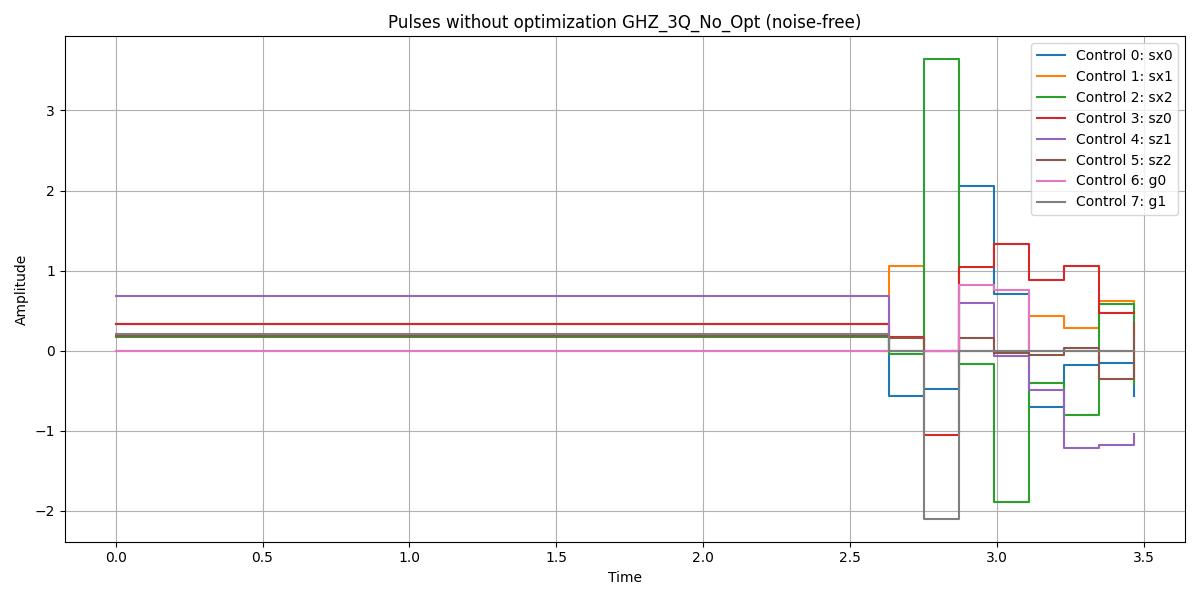 Pulses without optimization GHZ_3Q_No_Opt (noise-free)
Control 0: sx0
Control 1: sx1
Control 2: sx2
Control 3: sz0
Control 4: sz1
Control 5: sz2
Control 6: g0
Control 7: g1
3
2
1
0
−1
−2
Amplitude
0.0 0.5 1.0 1.5 2.0 2.5 3.0 3.5
Time